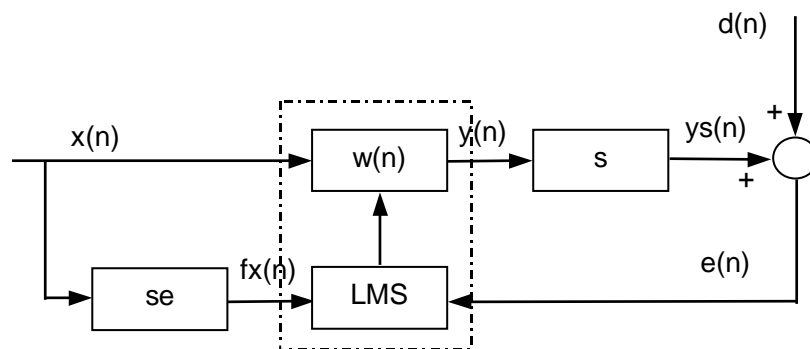 d(n)
+
x(n)
y(n)
ys(n)
w(n)
s
+
fx(n)
e(n)
se
LMS